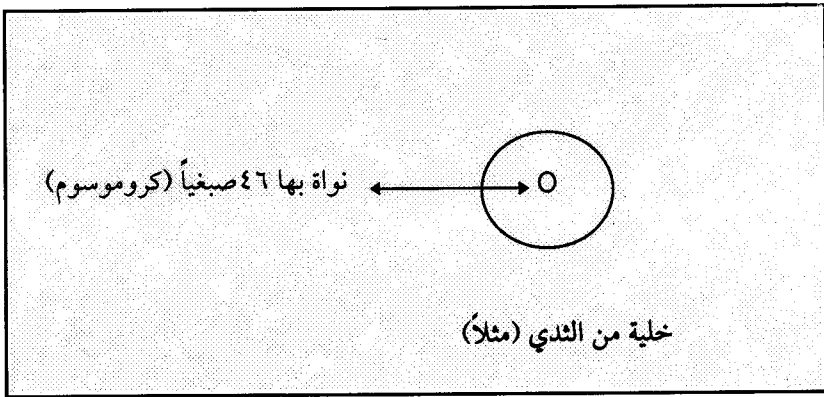 نواة بها ٤٦ صبغياً (كروموسوم)
خلية من الثدي (مثلاً)